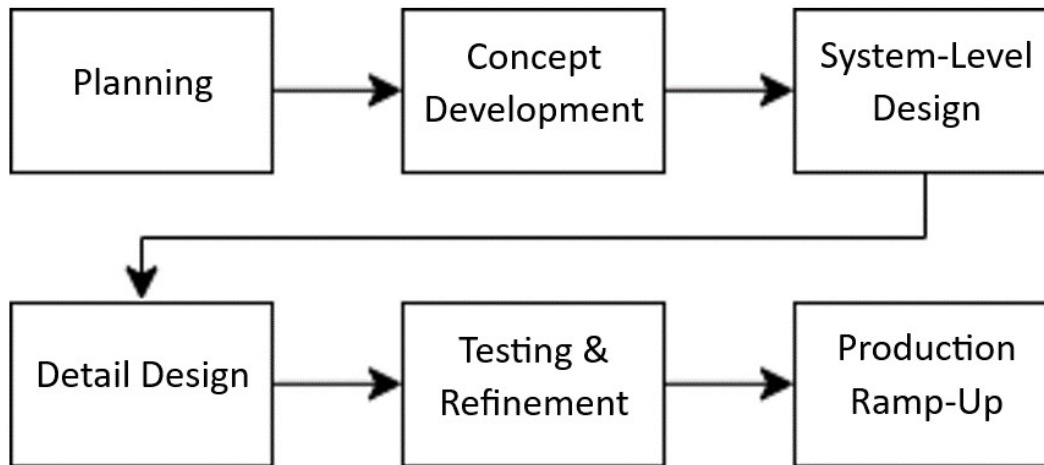 Planning
Concept
Development
System-Level
Design
Detail Design
Testing &
Refinement
Production
Ramp-Up